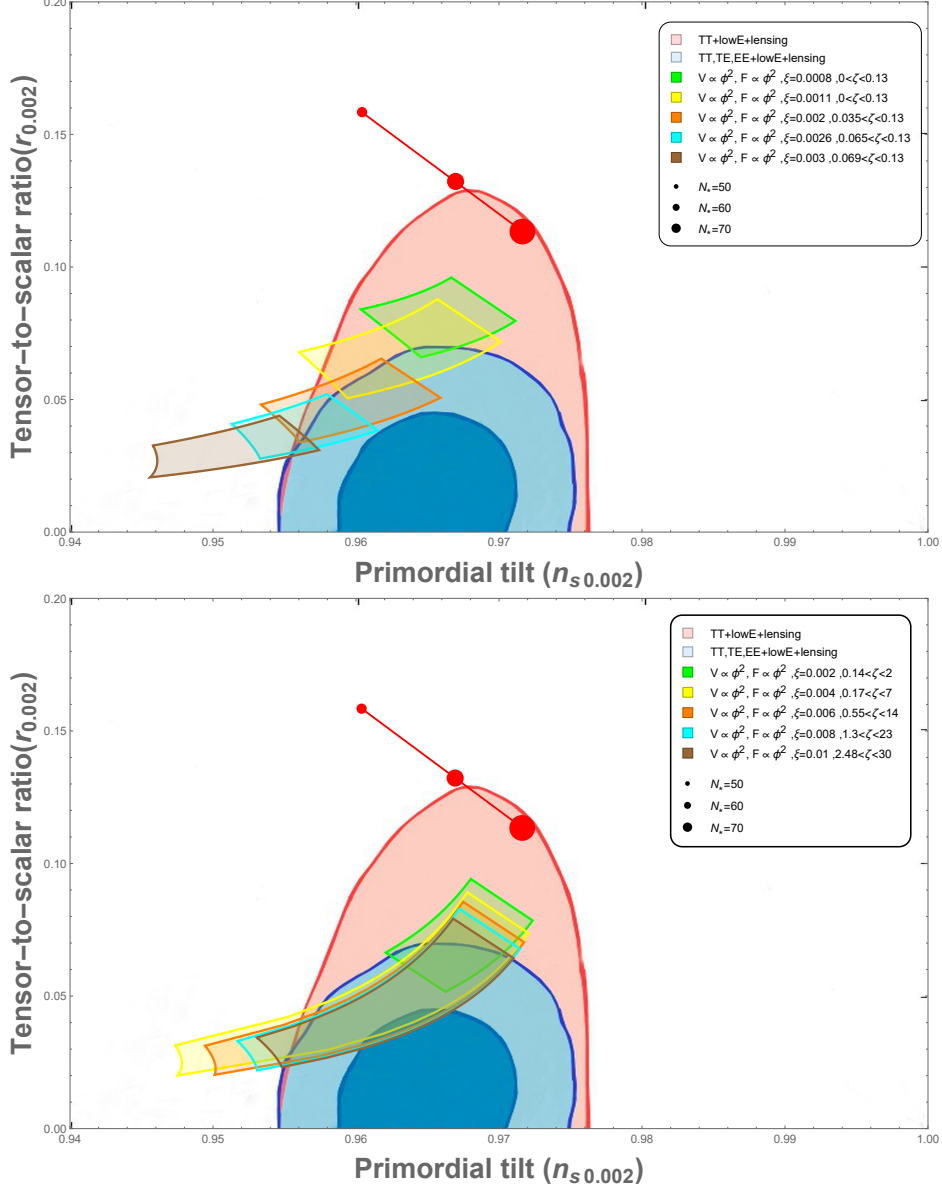 0.20
0.15
0.10
0.05
0.00
Tensor-to-scalar ratio(r0.002)
TT+lowE+lensing
TT,TE,EE+lowE+lensing
V ∝ ϕ², F ∝ ϕ² ,ξ=0.0008 ,0<ζ<0.13
V ∝ ϕ², F ∝ ϕ² ,ξ=0.0011 ,0<ζ<0.13
V ∝ ϕ², F ∝ ϕ² ,ξ=0.002 ,0.035<ζ<0.13
V ∝ ϕ², F ∝ ϕ² ,ξ=0.0026 ,0.065<ζ<0.13
V ∝ ϕ², F ∝ ϕ² ,ξ=0.003 ,0.069<ζ<0.13
N*=50
N*=60
N*=70
0.94 0.95 0.96 0.97 0.98 0.99 1.00
Primordial tilt (ns 0.002)
0.20
0.15
0.10
0.05
0.00
Tensor-to-scalar ratio(r0.002)
TT+lowE+lensing
TT,TE,EE+lowE+lensing
V ∝ ϕ², F ∝ ϕ² ,ξ=0.002 ,0.14<ζ<2
V ∝ ϕ², F ∝ ϕ² ,ξ=0.004 ,0.17<ζ<7
V ∝ ϕ², F ∝ ϕ² ,ξ=0.006 ,0.55<ζ<14
V ∝ ϕ², F ∝ ϕ² ,ξ=0.008 ,1.3<ζ<23
V ∝ ϕ², F ∝ ϕ² ,ξ=0.01 ,2.48<ζ<30
N*=50
N*=60
N*=70
0.94 0.95 0.96 0.97 0.98 0.99 1.00
Primordial tilt (ns 0.002)